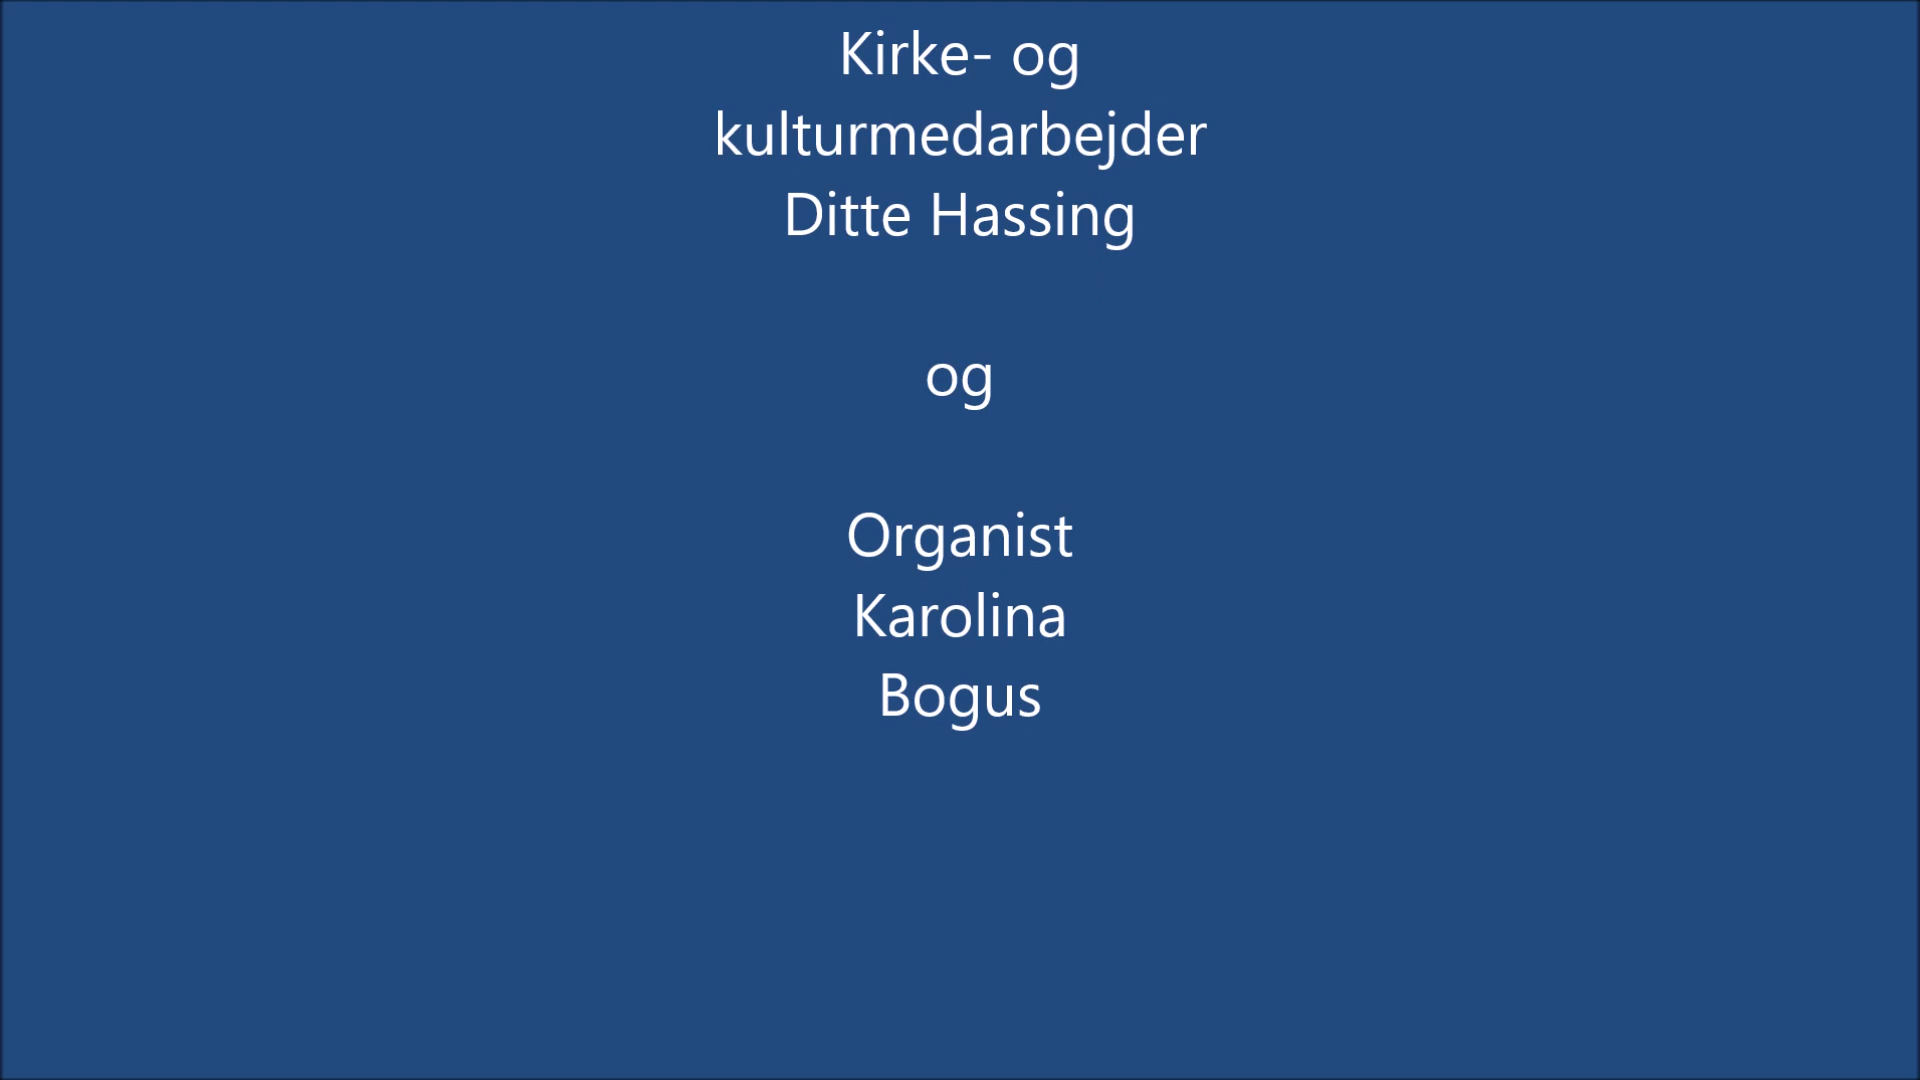 Kirke- og
kulturmedarbejder
Ditte Hassing
og
Organist
Karolina
Bogus